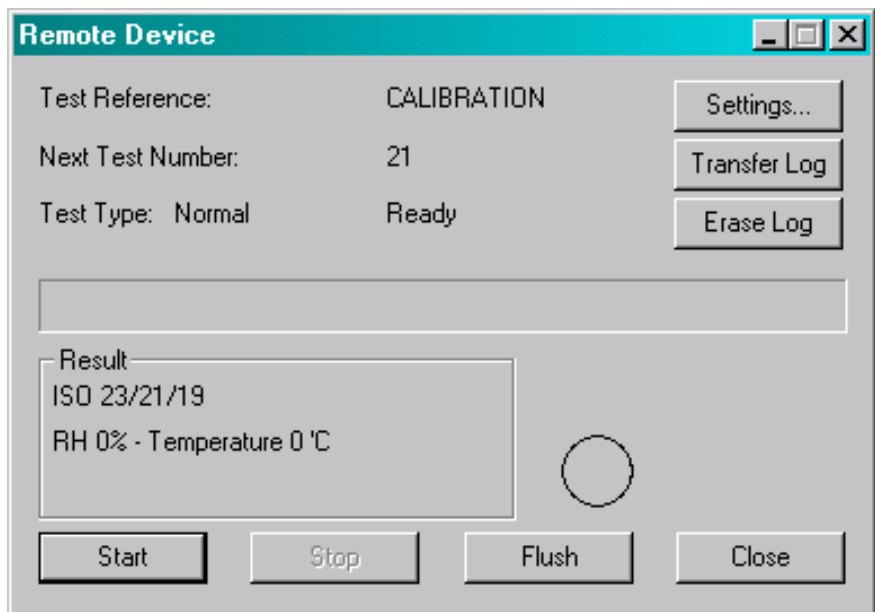 Remote Device
Test Reference: CALIBRATION Settings...
Next Test Number: 21 Transfer Log
Test Type: Normal Ready Erase Log
Result
ISO 23/21/19
RH 0% - Temperature 0 'C
Start Stop Flush Close